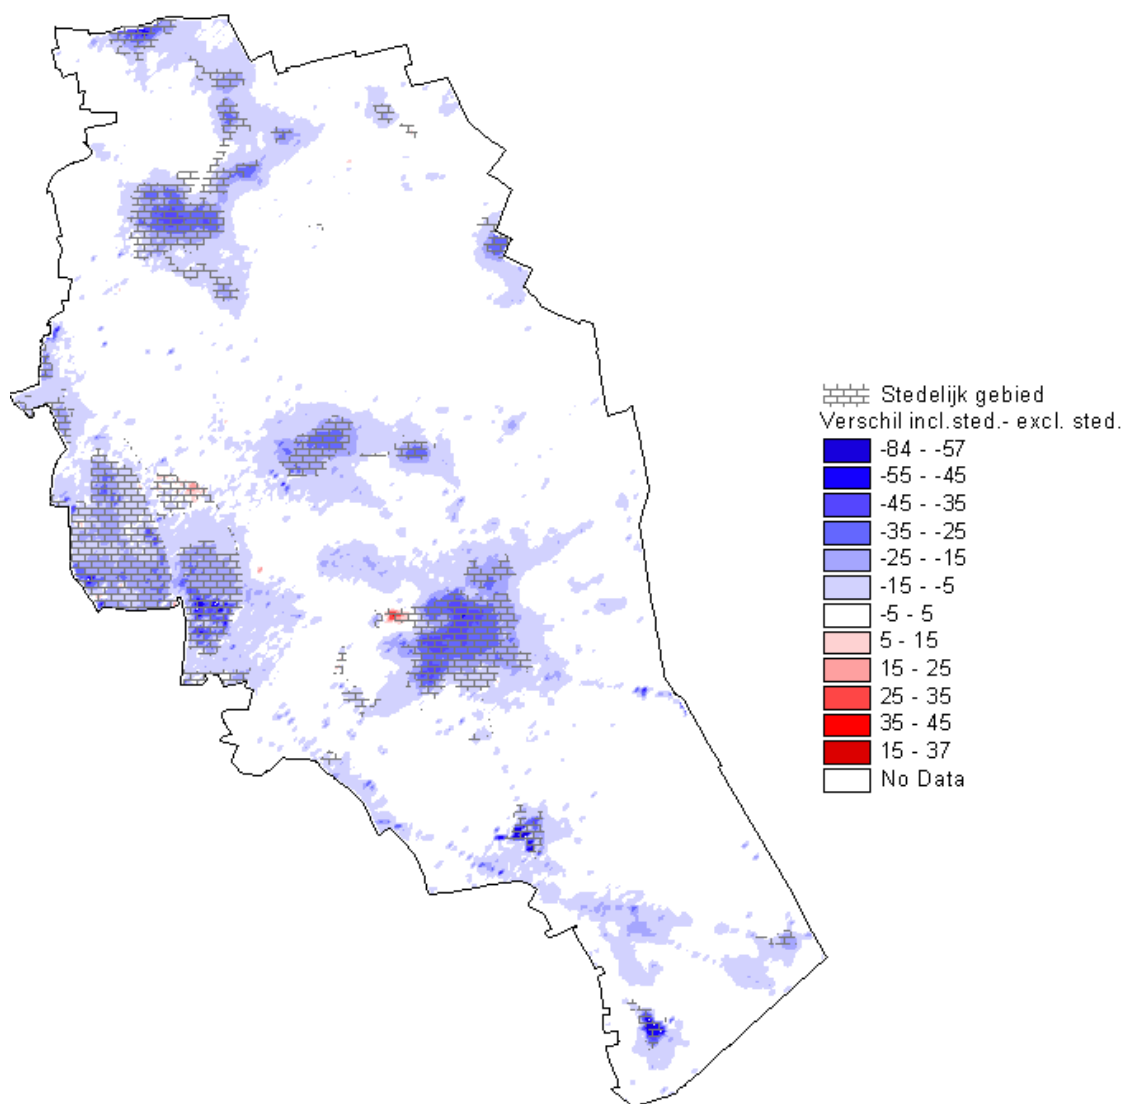 Stedelijk gebied
Verschil incl.sted.- excl. sted.
-84 - -57
-55 - -45
-45 - -35
-35 - -25
-25 - -15
-15 - -5
-5 - 5
5 - 15
15 - 25
25 - 35
35 - 45
15 - 37
No Data